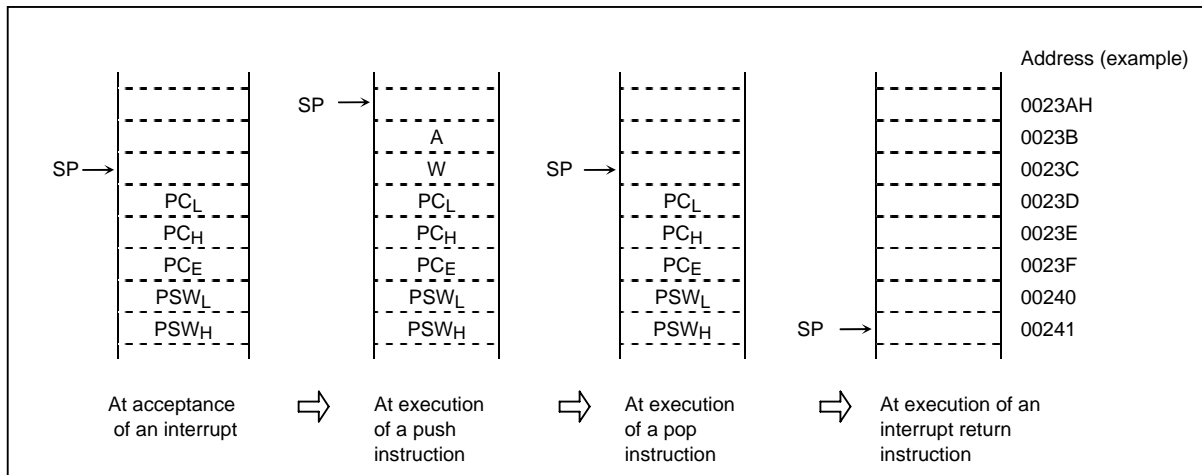 Address (example)
SP
0023AH
A
0023B
SP
W
SP
0023C
PCL
PCL
PCL
0023D
PCH
PCH
PCH
0023E
PCE
PCE
PCE
0023F
PSWL
PSWL
PSWL
00240
PSWH
PSWH
PSWH
SP
00241
At acceptance
of an interrupt
At execution
of a push
instruction
At execution
of a pop
instruction
At execution of an
interrupt return
instruction